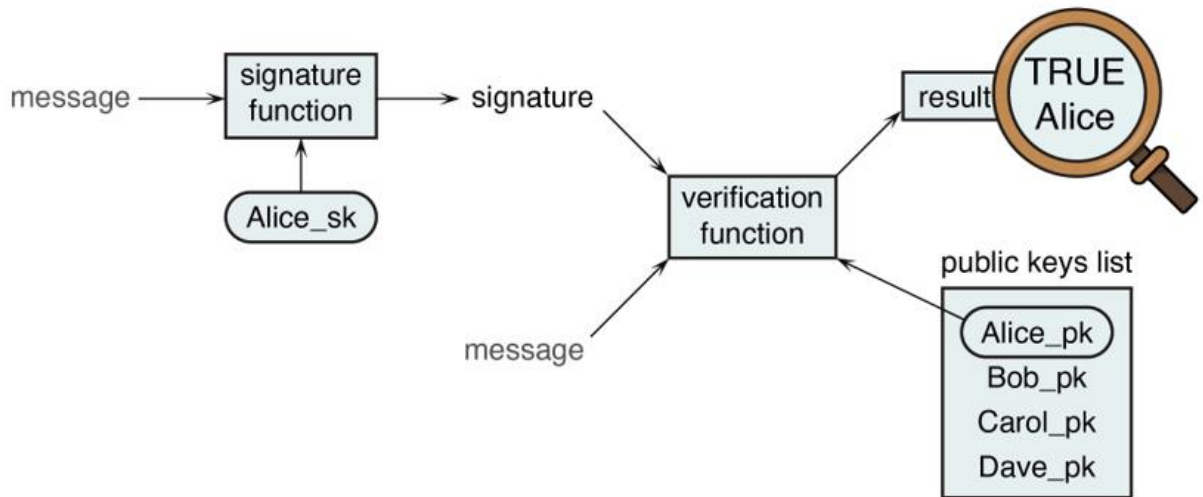 message
signature
function
Alice_sk
signature
message
verification
function
result
TRUE
Alice
public keys list
Alice_pk
Bob_pk
Carol_pk
Dave_pk